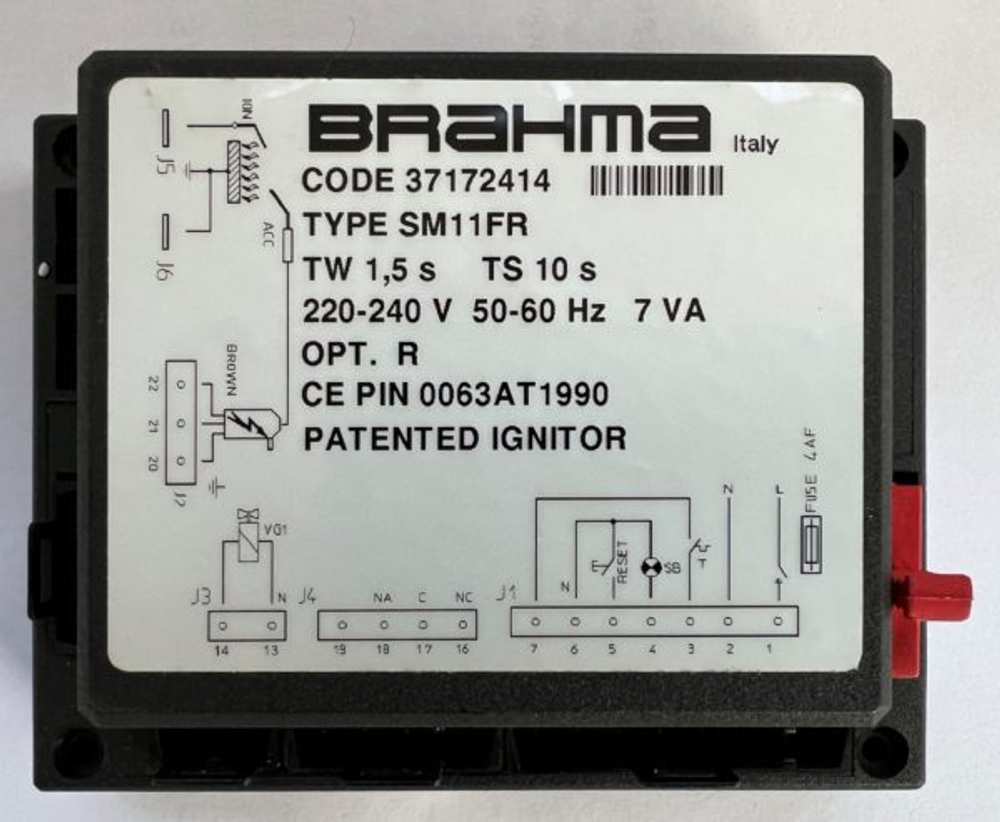 BRAHMA Italy
CODE 37172414
TYPE SM11FR
TW 1,5 s TS 10 s
220-240 V 50-60 Hz 7 VA
OPT. R
CE PIN 0063AT1990
PATENTED IGNITOR
ION
J5
ACC
J6
BROWN
22
21
20
J2
VG1
J3 N
14 13
J4 NA C NC
19 18 17 16
FUSE 4AF
N L
RESET SB T
J1 N
7 6 5 4 3 2 1